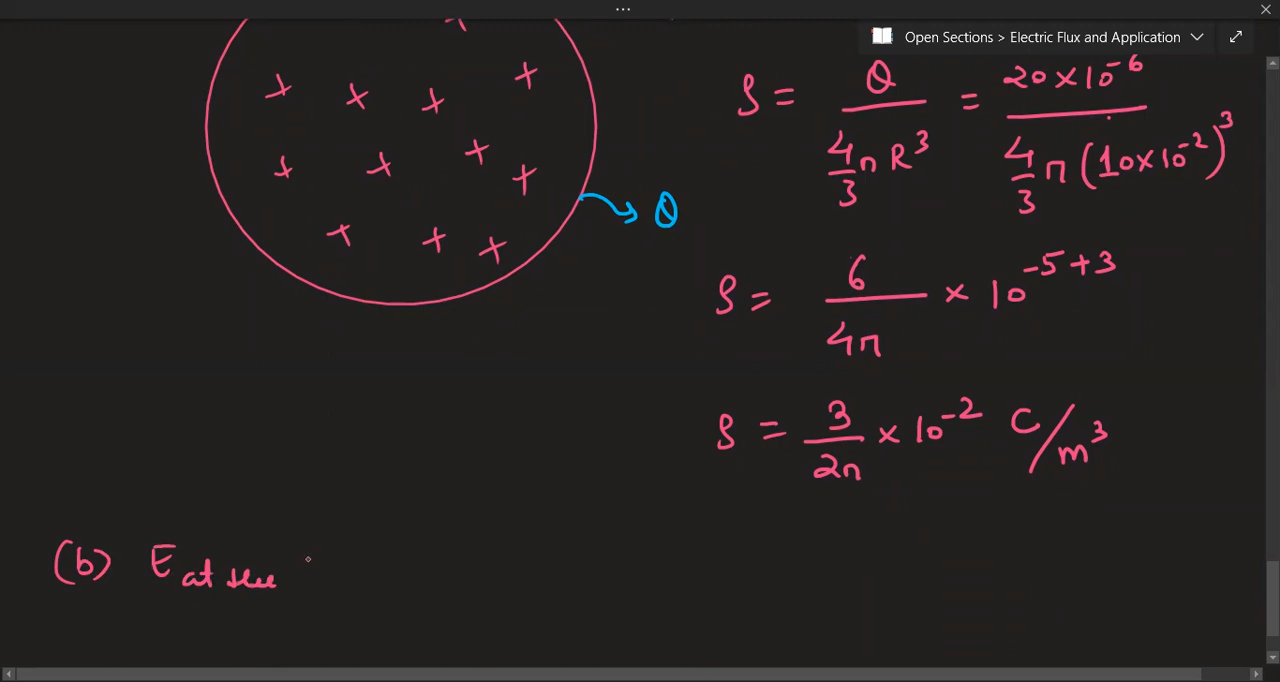 ...
Open Sections > Electric Flux and Application
+ +
+ + + +
+ + + +
+ + +
Q
ρ = Q / (4/3 π R³) = 20 × 10⁻⁶ / (4/3 π (10 × 10⁻²)³)
ρ = 6 / 4π × 10⁻⁵⁺³
ρ = 3 / 2π × 10⁻² C/m³
(b) E at